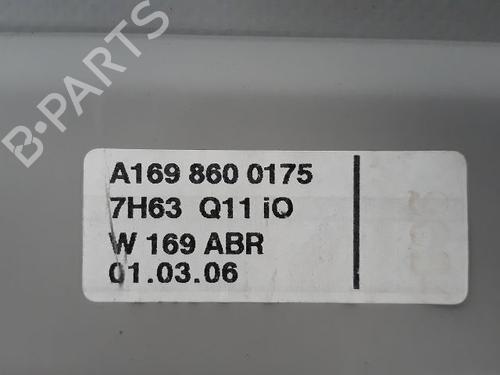 A169 860 0175
7H63 Q11 iO
W 169 ABR
01.03.06
B-PARTS